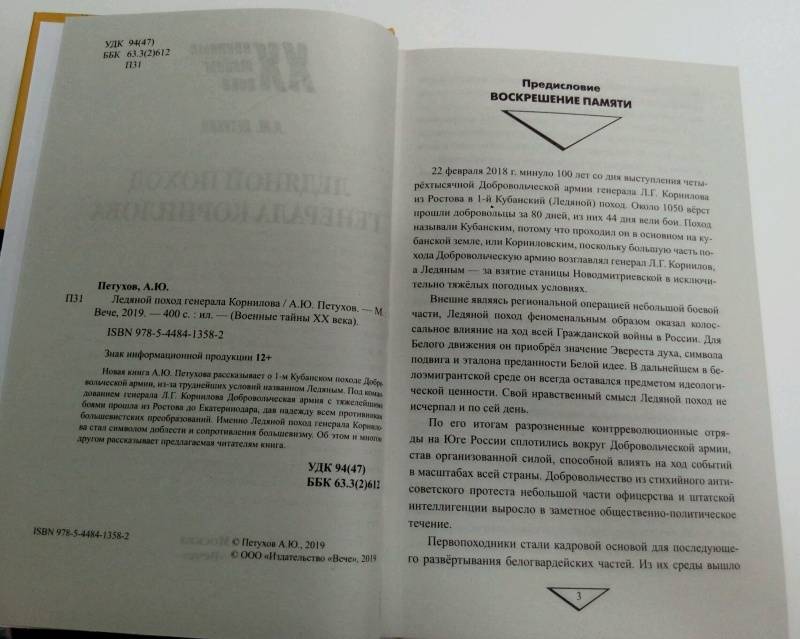 УДК 94(47)
ББК 63.3(2)612
П31
Петухов, А.Ю.
П31 Ледяной поход генерала Корнилова / А.Ю. Петухов. — М
Вече, 2019. — 400 с. : ил. — (Военные тайны XX века).
ISBN 978-5-4484-1358-2
Знак информационной продукции 12+
Новая книга А.Ю. Петухова рассказывает о 1-м Кубанском походе Добро-
вольческой армии, из-за труднейших условий названном Ледяным. Под коман-
дованием генерала Л.Г. Корнилова Добровольческая армия с тяжелейшими
боями прошла из Ростова до Екатеринодара, дав надежду всем противникам
большевистских преобразований. Именно Ледяной поход генерала Корнило-
ва стал символом доблести и сопротивления большевизму. Об этом и многом
другом рассказывает предлагаемая читателям книга.
УДК 94(47)
ББК 63.3(2)612
ISBN 978-5-4484-1358-2
© Петухов А.Ю., 2019
© ООО «Издательство «Вече», 2019
Предисловие
ВОСКРЕШЕНИЕ ПАМЯТИ
22 февраля 2018 г. минуло 100 лет со дня выступления четы-
рёхтысячной Добровольческой армии генерала Л.Г. Корнилова
из Ростова в 1-й Кубанский (Ледяной) поход. Около 1050 вёрст
прошли добровольцы за 80 дней, из них 44 дня вели бои. Поход
называли Кубанским, потому что проходил он в основном на ку-
банской земле, или Корниловским, поскольку большую часть по-
хода Добровольческую армию возглавлял генерал Л.Г. Корнилов,
а Ледяным — за взятие станицы Новодмитриевской в исключи-
тельно тяжёлых погодных условиях.
Внешне являясь региональной операцией небольшой боевой
части, Ледяной поход феноменальным образом оказал колос-
сальное влияние на ход всей Гражданской войны в России. Для
Белого движения он приобрёл значение Эвереста духа, символа
подвига и эталона преданности Белой идее. В дальнейшем в бе-
лоэмигрантской среде он всегда оставался предметом идеологи-
ческой ценности. Свой нравственный смысл Ледяной поход не
исчерпал и по сей день.
По его итогам разрозненные контрреволюционные отря-
ды на Юге России сплотились вокруг Добровольческой армии,
став организованной силой, способной влиять на ход событий
в масштабах всей страны. Добровольчество из стихийного анти-
советского протеста небольшой части офицерства и штатской
интеллигенции выросло в заметное общественно-политическое
течение.
Первопоходники стали кадровой основой для последующе-
го развёртывания белогвардейских частей. Из их среды вышло
3